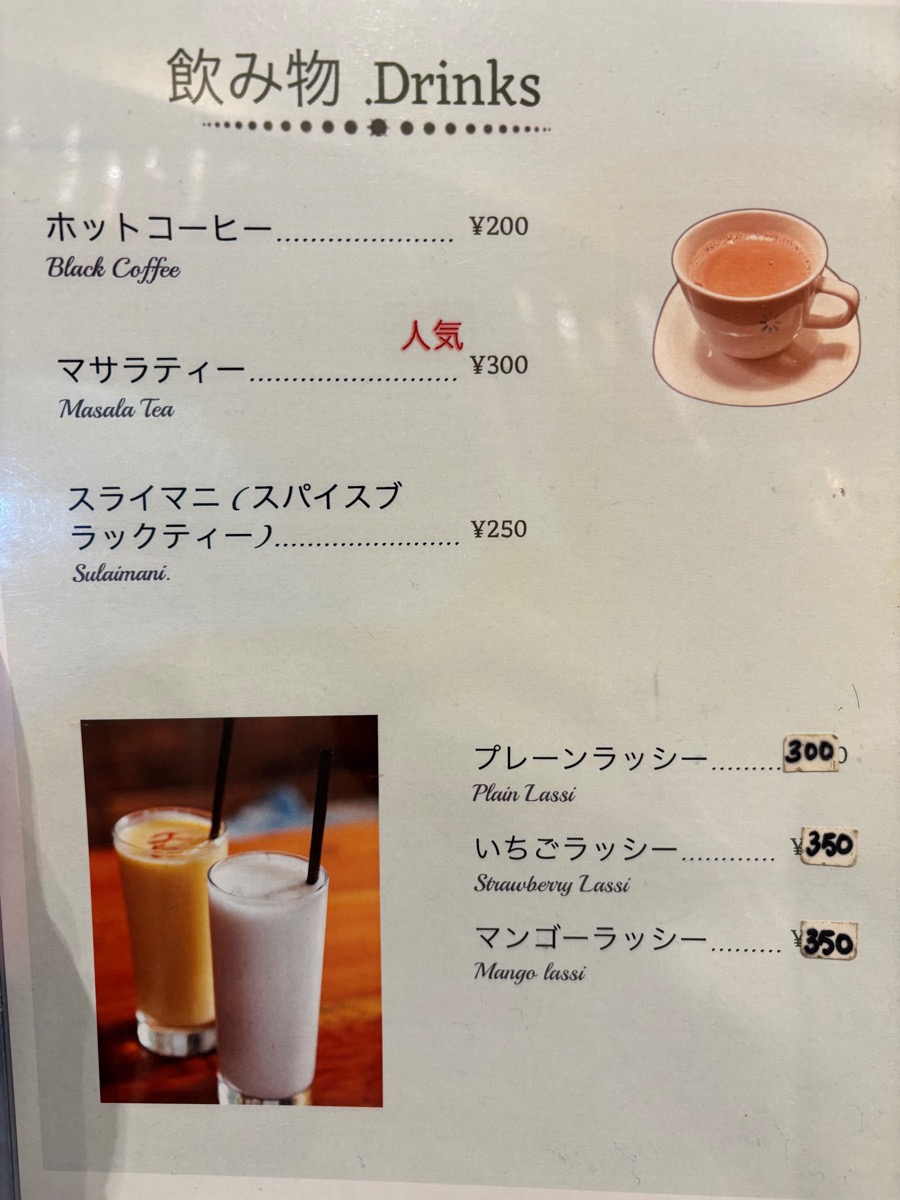 飲み物 .Drinks
ホットコーヒー...................... ¥200
Black Coffee
人気
マサラティー.......................... ¥300
Masala Tea
スライマニ (スパイスブ
ラックティー)....................... ¥250
Sulaimani.
プレーンラッシー.........300
Plain Lassi
いちごラッシー............ ¥350
Strawberry Lassi
マンゴーラッシー......... ¥350
Mango lassi